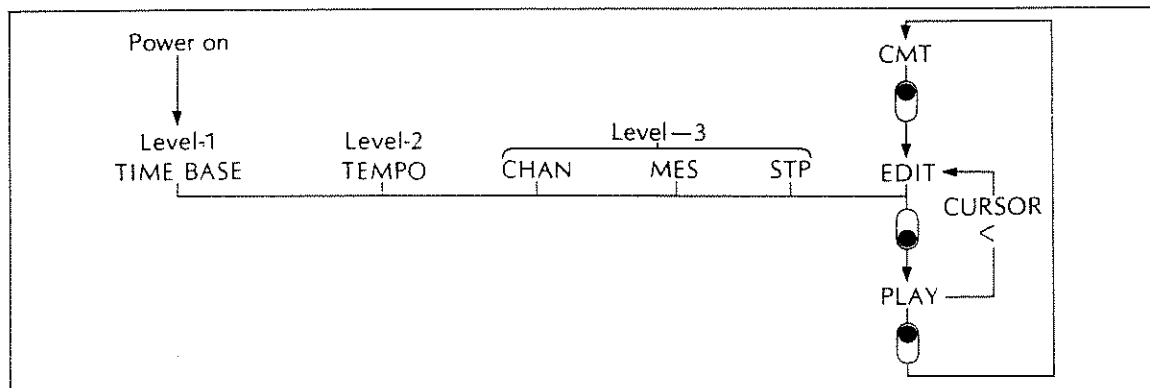 Power on
CMT
Level-1 Level-2 Level—3
TIME BASE TEMPO CHAN MES STP EDIT
CURSOR
<
PLAY